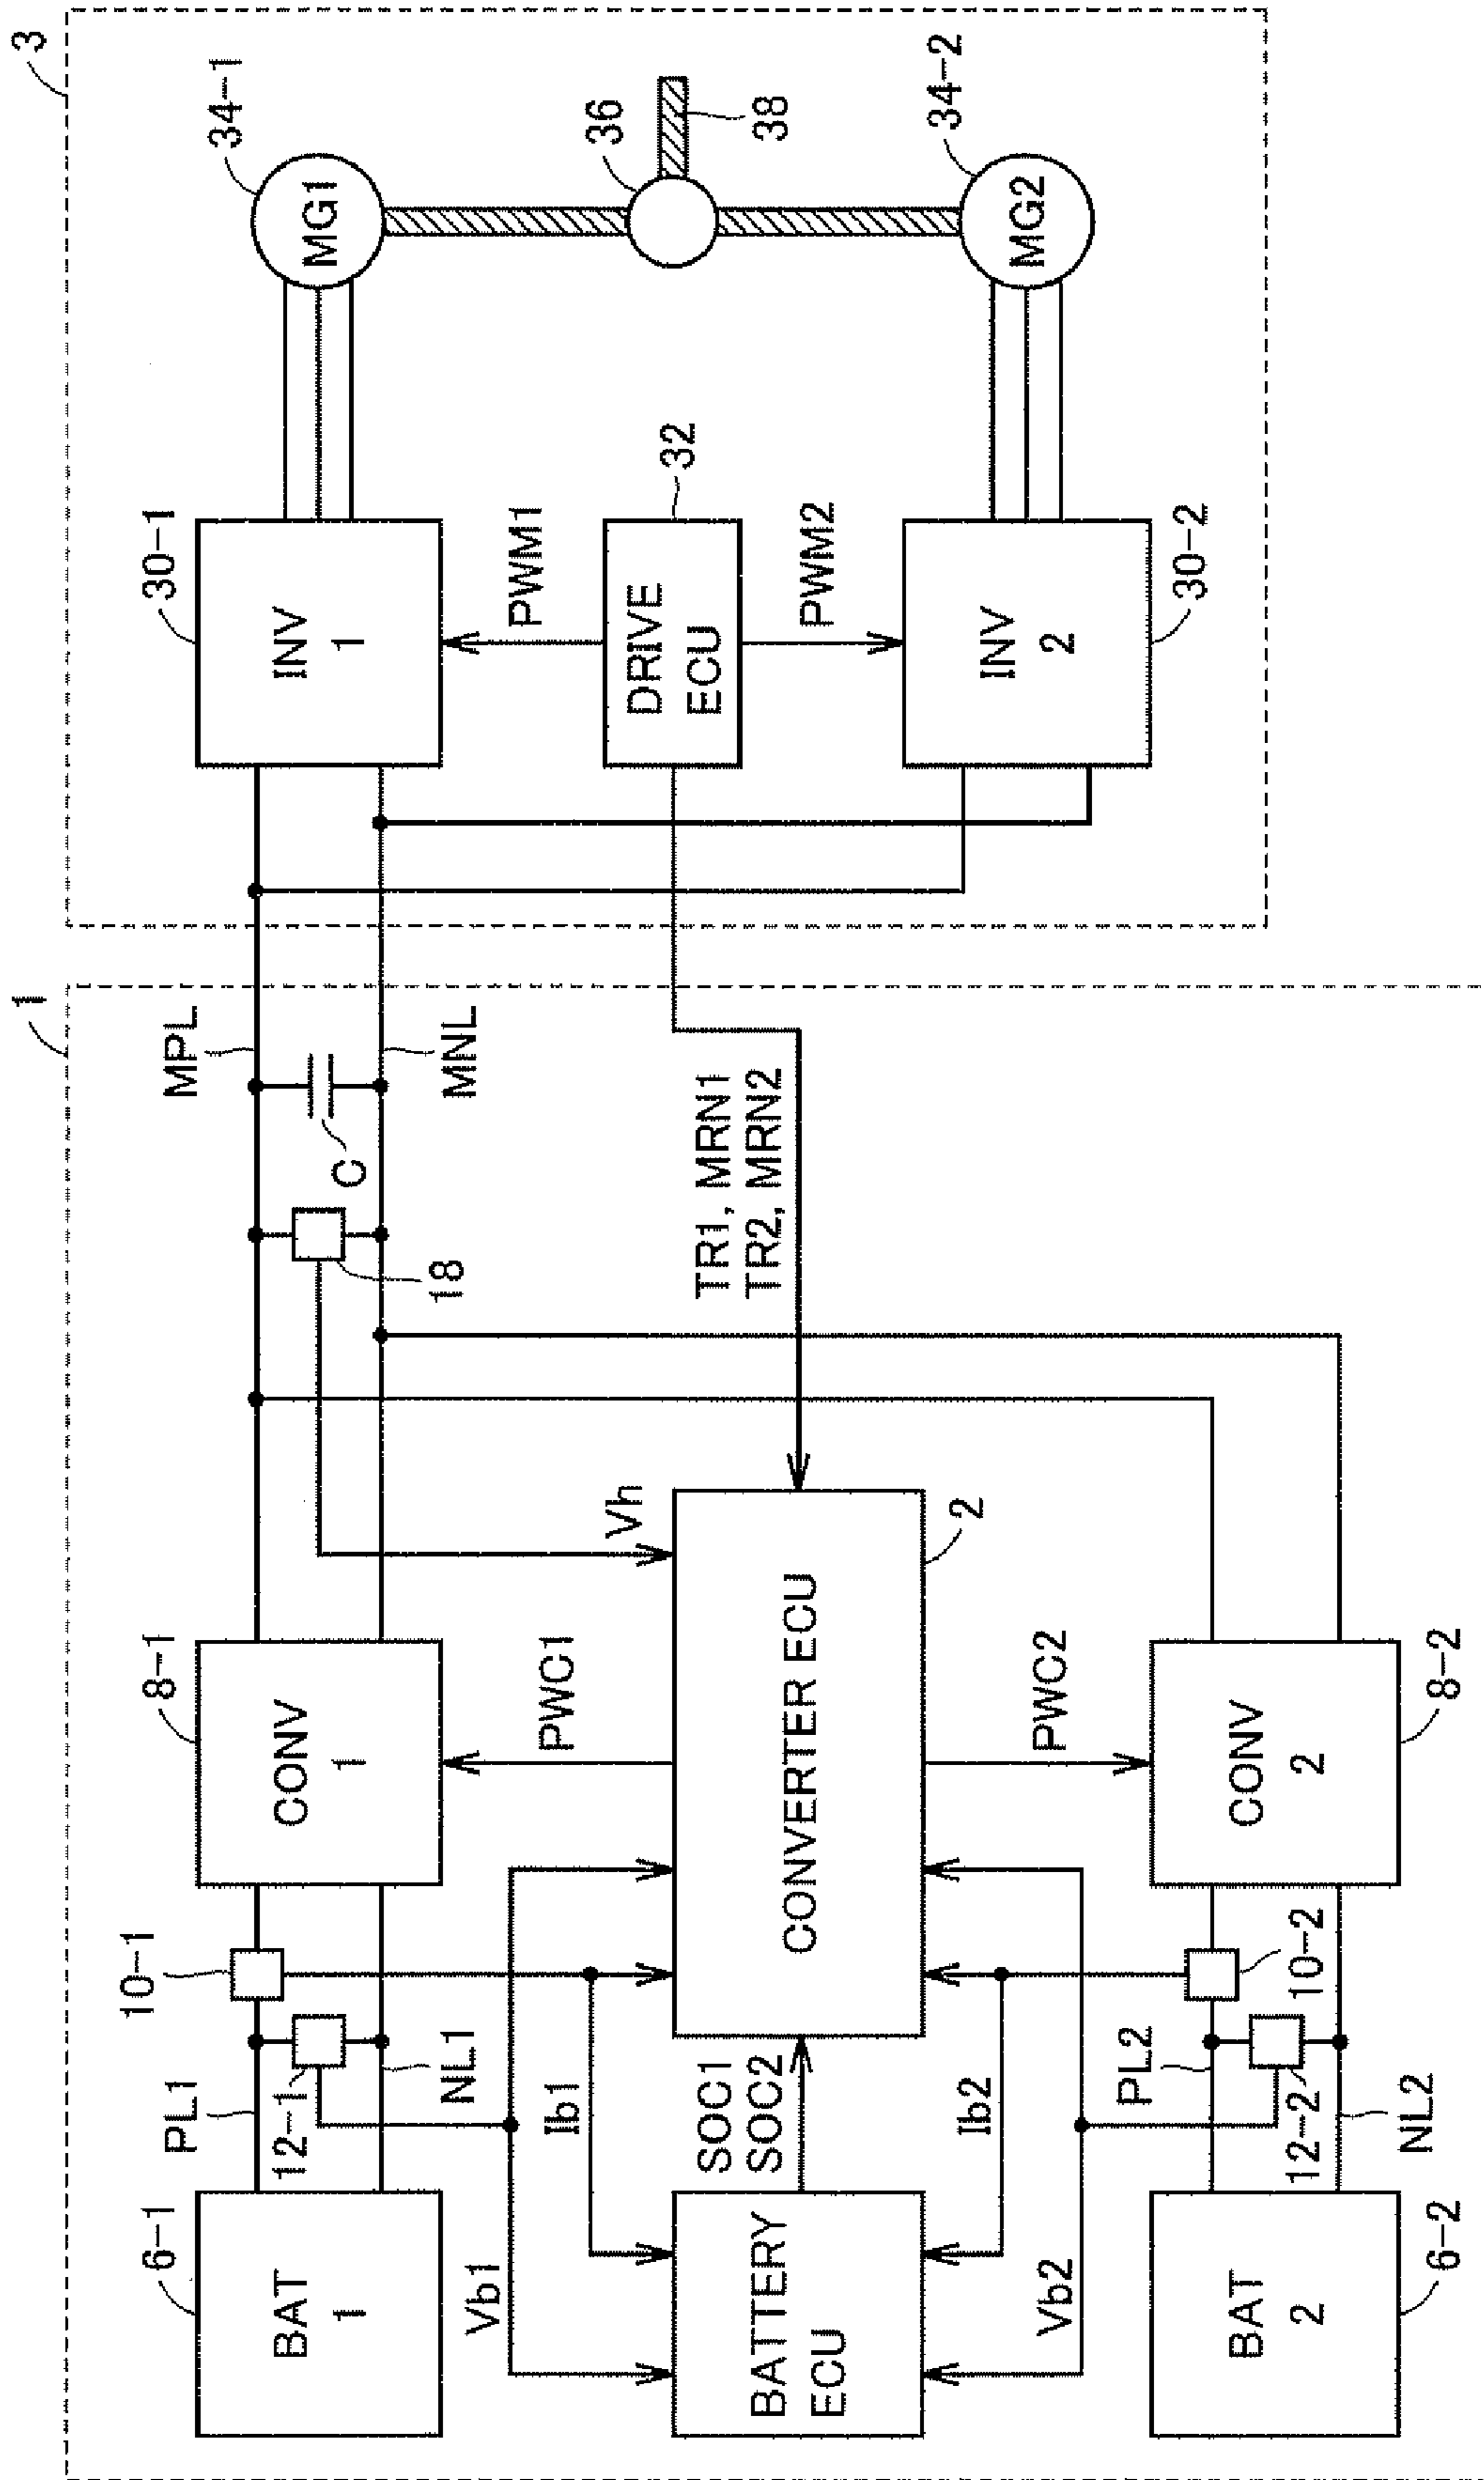 1
3
6-1
BAT
1
PL1
12-1
NL1
10-1
8-1
CONV
1
MPL
C
18
MNL
30-1
INV
1
34-1
MG1
Vb1
Ib1
PWC1
Vh
PWM1
BATTERY
ECU
SOC1
SOC2
CONVERTER ECU
2
TR1, MRN1
TR2, MRN2
DRIVE
ECU
32
36
38
Vb2
Ib2
PWC2
PWM2
6-2
BAT
2
PL2
12-2
NL2
10-2
8-2
CONV
2
30-2
INV
2
34-2
MG2